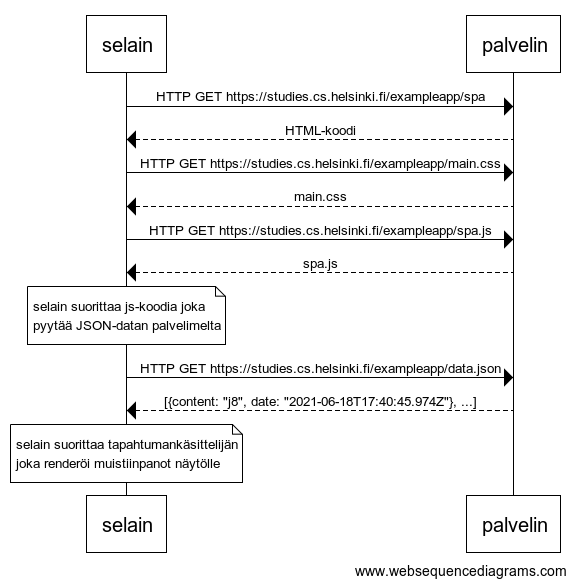 selain
palvelin
HTTP GET https://studies.cs.helsinki.fi/exampleapp/spa
HTML-koodi
HTTP GET https://studies.cs.helsinki.fi/exampleapp/main.css
main.css
HTTP GET https://studies.cs.helsinki.fi/exampleapp/spa.js
spa.js
selain suorittaa js-koodia joka
pyytää JSON-datan palvelimelta
HTTP GET https://studies.cs.helsinki.fi/exampleapp/data.json
[{content: "j8", date: "2021-06-18T17:40:45.974Z"}, ...]
selain suorittaa tapahtumankäsittelijän
joka renderöi muistiinpanot näytölle
selain
palvelin
www.websequencediagrams.com